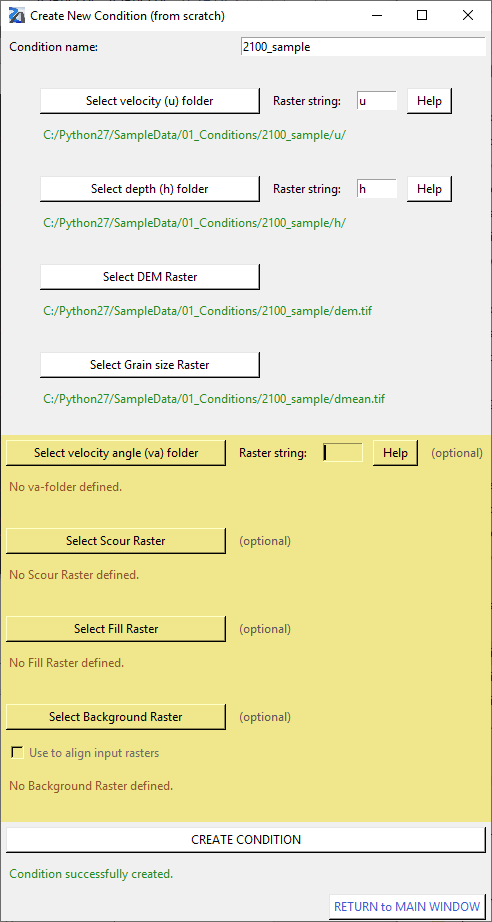 Create New Condition (from scratch)
Condition name: 2100_sample
Select velocity (u) folder Raster string: u Help
C:/Python27/SampleData/01_Conditions/2100_sample/u/
Select depth (h) folder Raster string: h Help
C:/Python27/SampleData/01_Conditions/2100_sample/h/
Select DEM Raster
C:/Python27/SampleData/01_Conditions/2100_sample/dem.tif
Select Grain size Raster
C:/Python27/SampleData/01_Conditions/2100_sample/dmean.tif
Select velocity angle (va) folder Raster string: Help (optional)
No va-folder defined.
Select Scour Raster (optional)
No Scour Raster defined.
Select Fill Raster (optional)
No Fill Raster defined.
Select Background Raster (optional)
Use to align input rasters
No Background Raster defined.
CREATE CONDITION
Condition successfully created.
RETURN to MAIN WINDOW